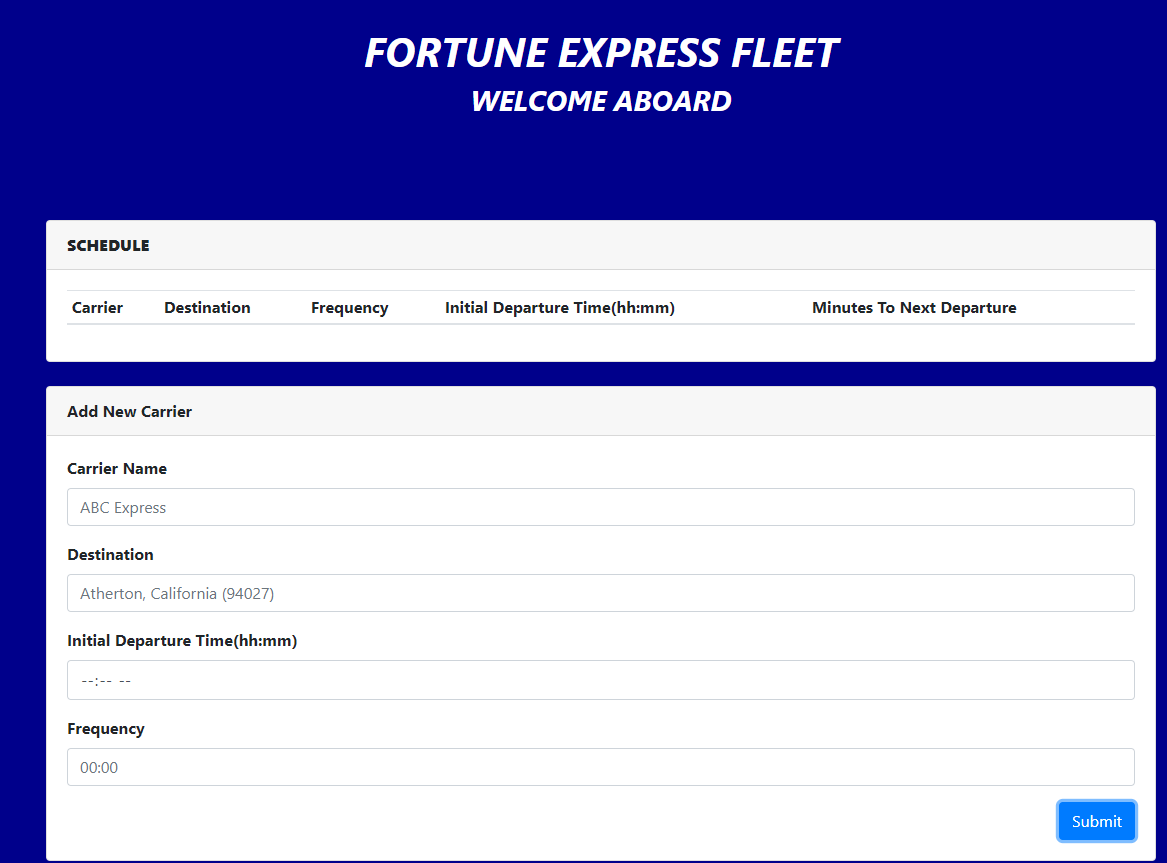 FORTUNE EXPRESS FLEET
WELCOME ABOARD
SCHEDULE
Carrier Destination Frequency Initial Departure Time(hh:mm) Minutes To Next Departure
Add New Carrier
Carrier Name
ABC Express
Destination
Atherton, California (94027)
Initial Departure Time(hh:mm)
--:-- --
Frequency
00:00
Submit